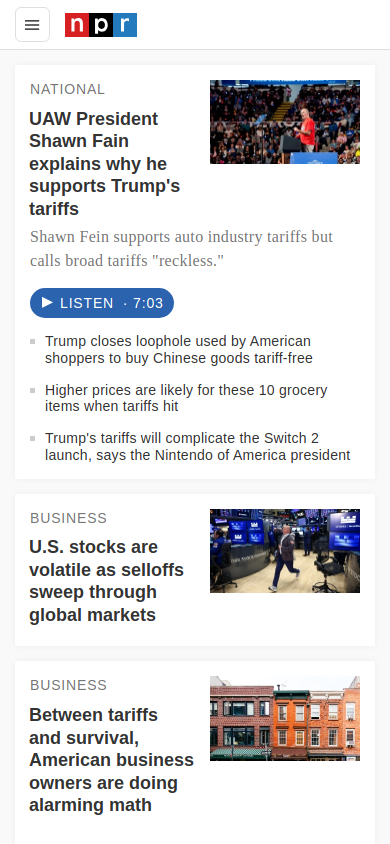 npr
NATIONAL
UAW President
Shawn Fain
explains why he
supports Trump's
tariffs
Shawn Fein supports auto industry tariffs but
calls broad tariffs "reckless."
LISTEN · 7:03
Trump closes loophole used by American
shoppers to buy Chinese goods tariff-free
Higher prices are likely for these 10 grocery
items when tariffs hit
Trump's tariffs will complicate the Switch 2
launch, says the Nintendo of America president
BUSINESS
U.S. stocks are
volatile as selloffs
sweep through
global markets
BUSINESS
Between tariffs
and survival,
American business
owners are doing
alarming math